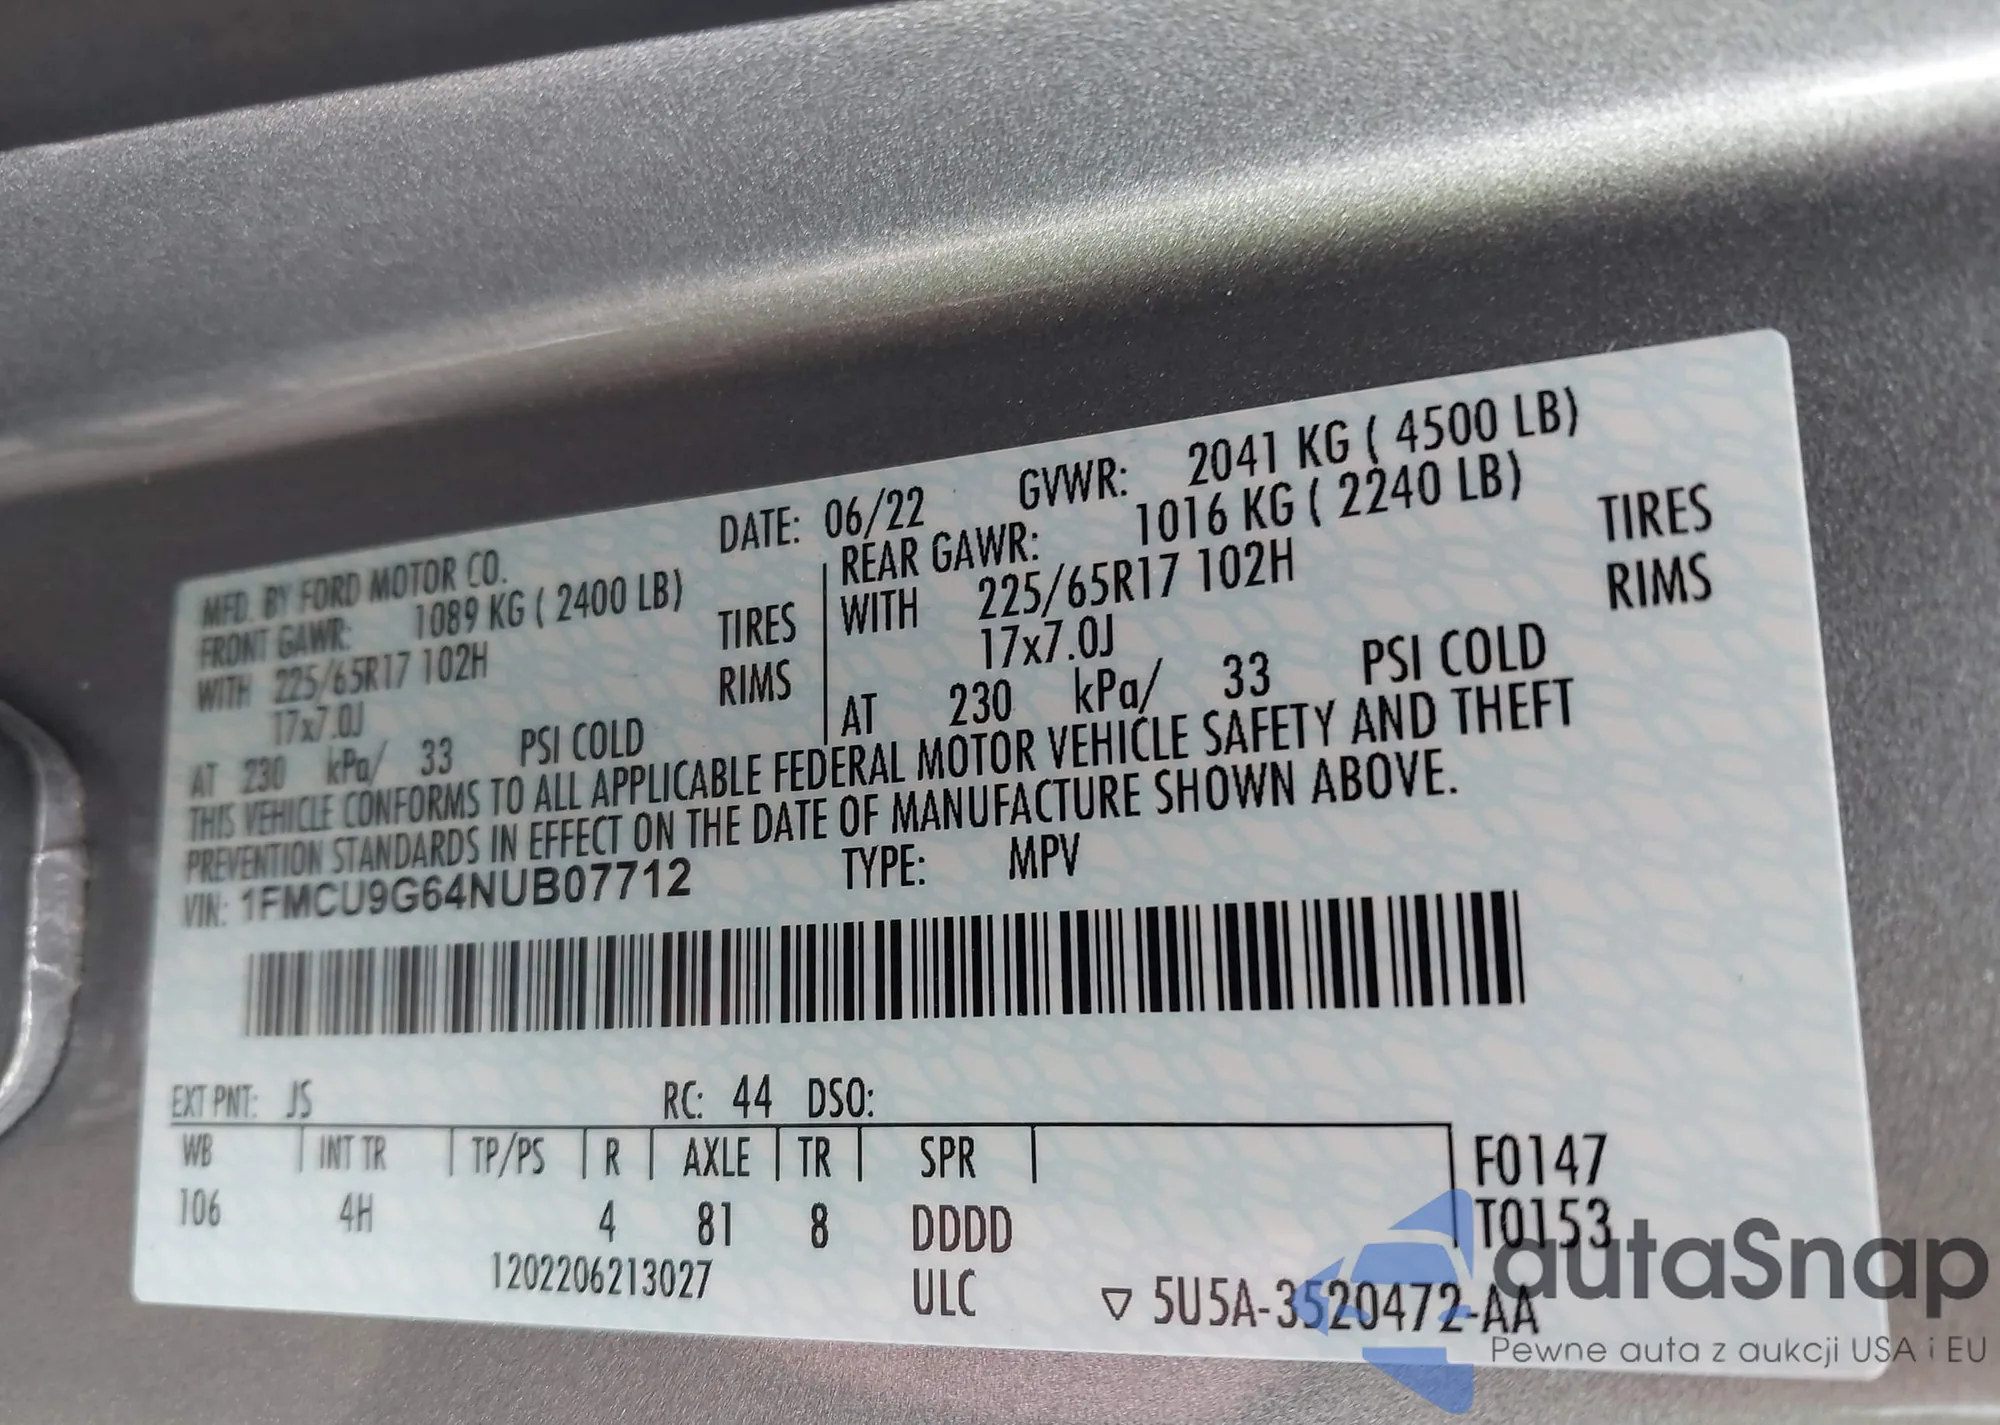 MFD. BY FORD MOTOR CO. DATE: 06/22 GVWR: 2041 KG ( 4500 LB)
FRONT GAWR: 1089 KG ( 2400 LB) REAR GAWR: 1016 KG ( 2240 LB)
WITH 225/65R17 102H TIRES WITH 225/65R17 102H TIRES
17x7.0J RIMS 17x7.0J RIMS
AT 230 kPa/ 33 PSI COLD AT 230 kPa/ 33 PSI COLD
THIS VEHICLE CONFORMS TO ALL APPLICABLE FEDERAL MOTOR VEHICLE SAFETY AND THEFT
PREVENTION STANDARDS IN EFFECT ON THE DATE OF MANUFACTURE SHOWN ABOVE.
VIN: 1FMCU9G64NUB07712 TYPE: MPV
EXT PNT: JS RC: 44 DSO:
WB INT TR TP/PS R AXLE TR SPR F0147
106 4H 4 81 8 DDDD T0153
1202206213027 ULC ▽ 5U5A-3520472-AA
autaSnap
Pewne auta z aukcji USA i EU